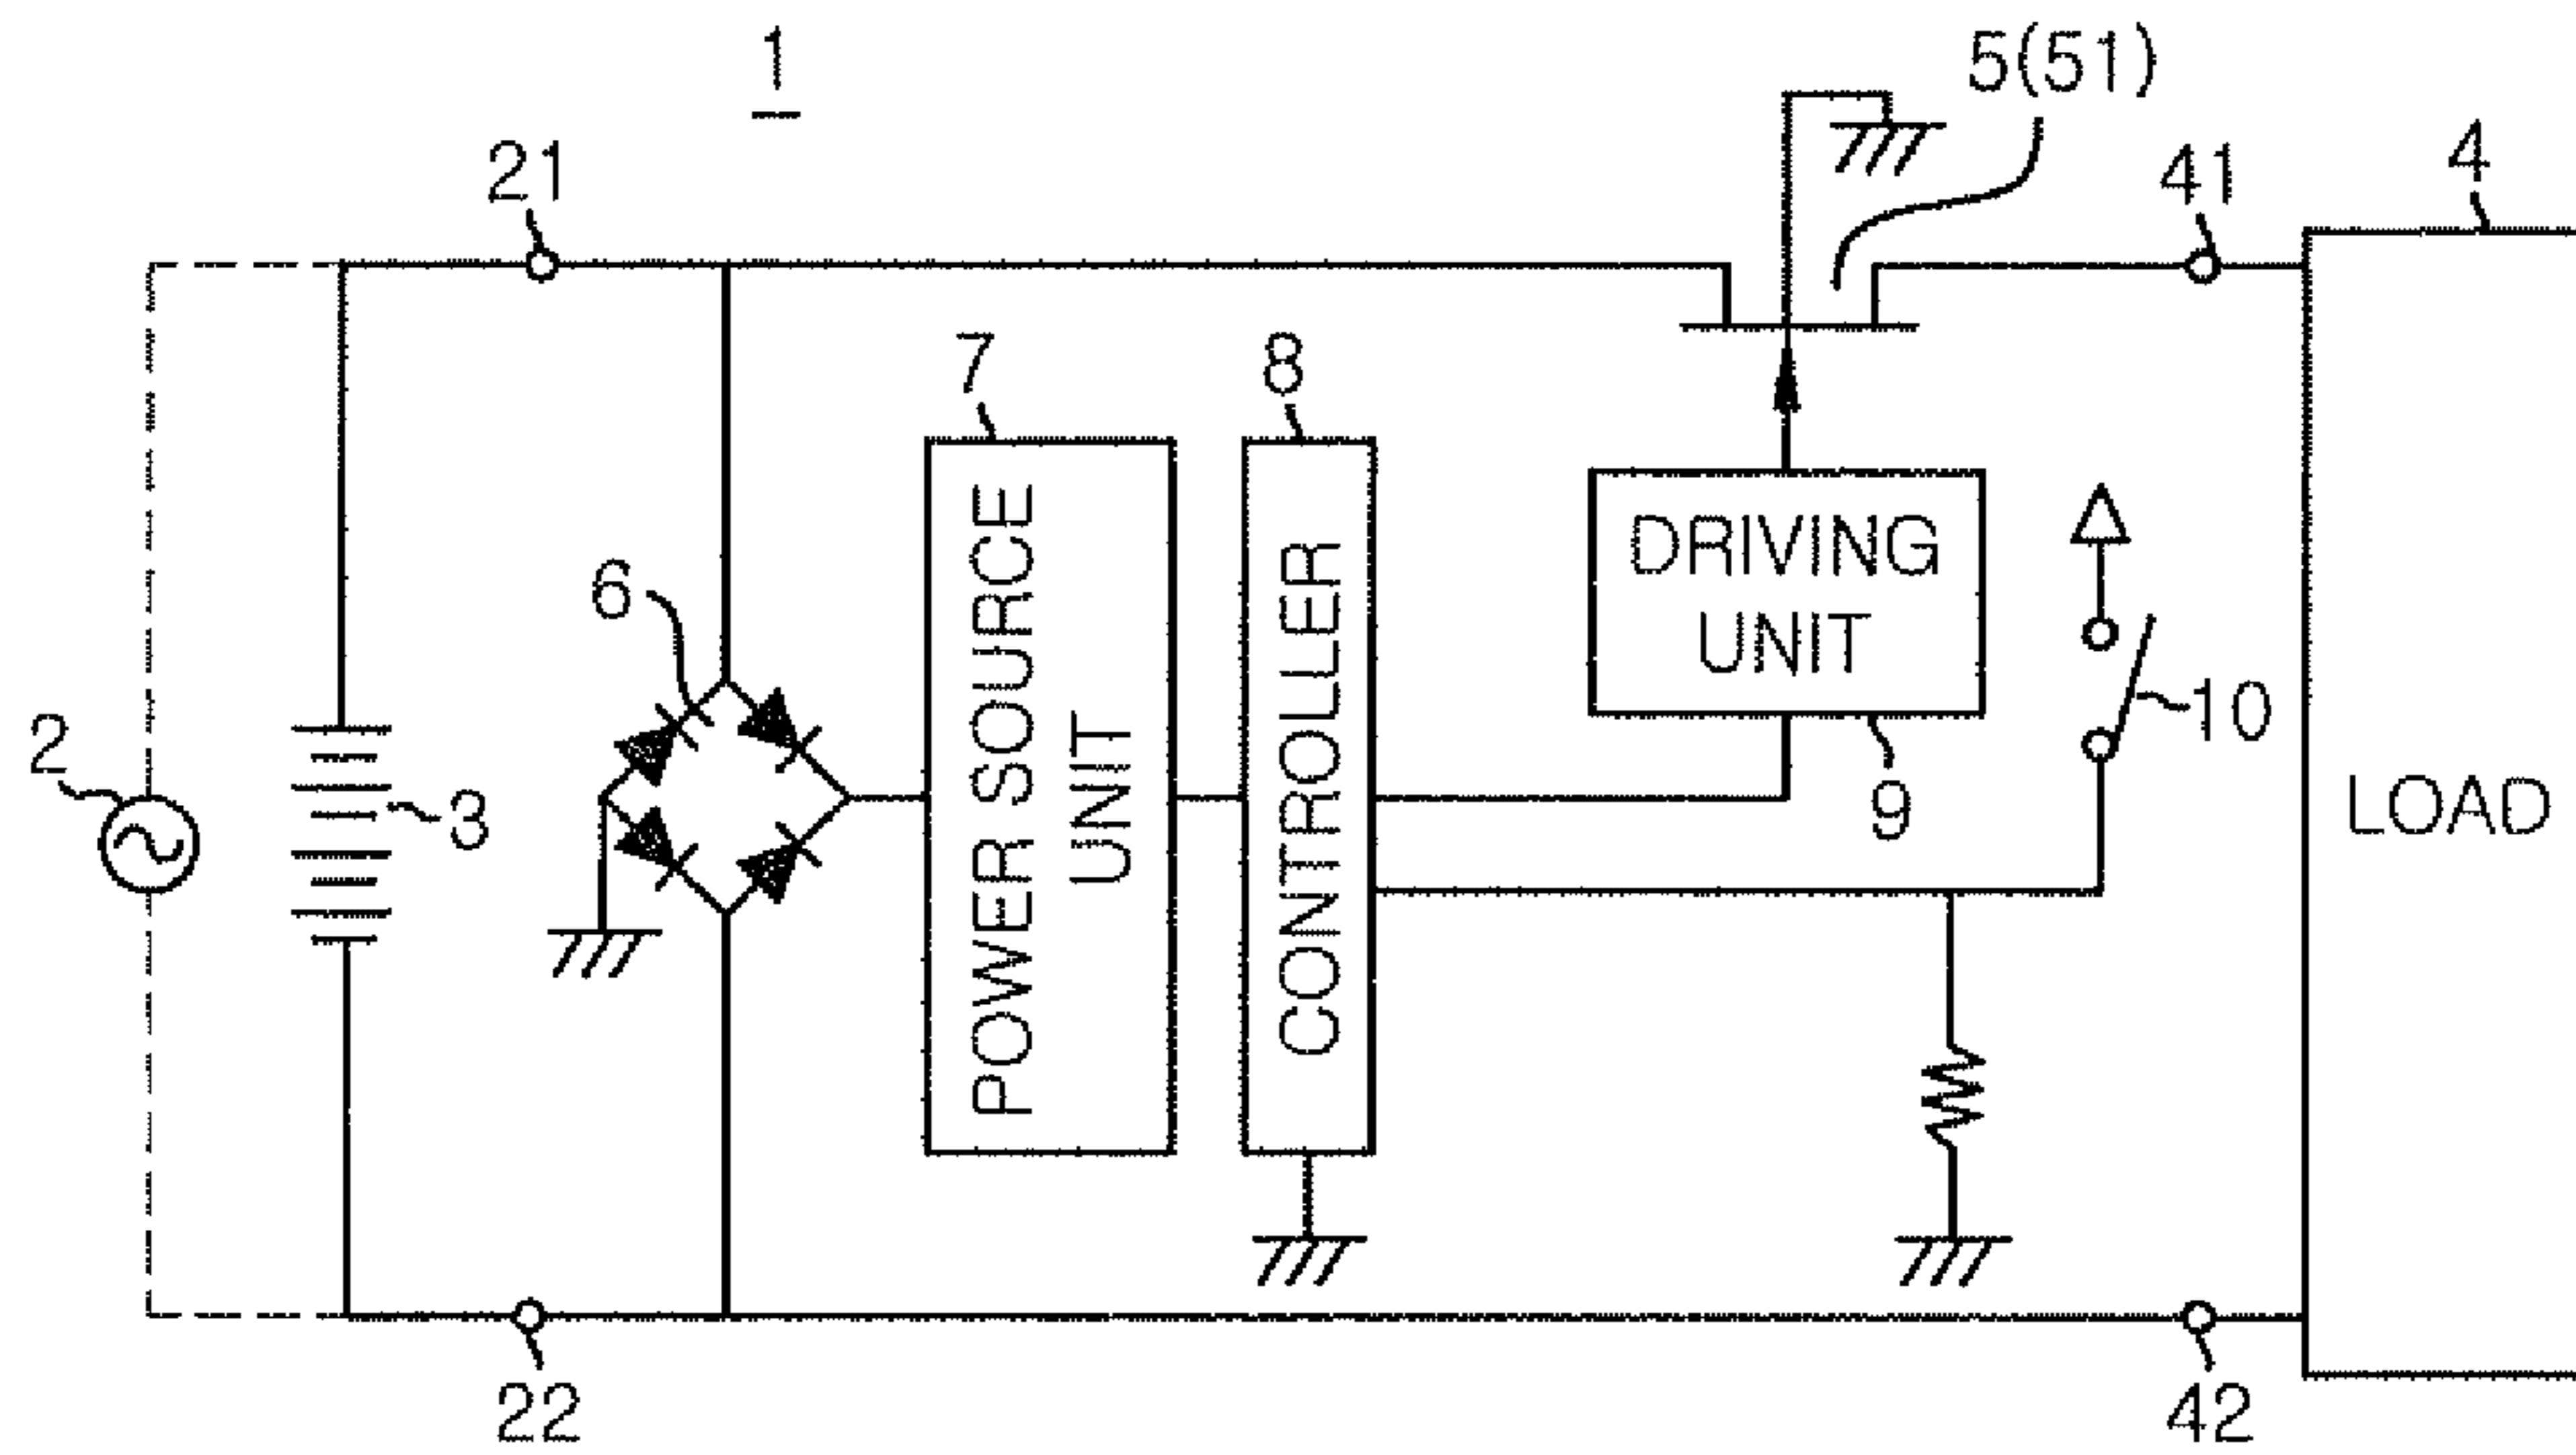 1
5(51)
21
41
4
7
8
6
2
3
POWER SOURCE
UNIT
CONTROLLER
DRIVING
UNIT
10
9
LOAD
22
42